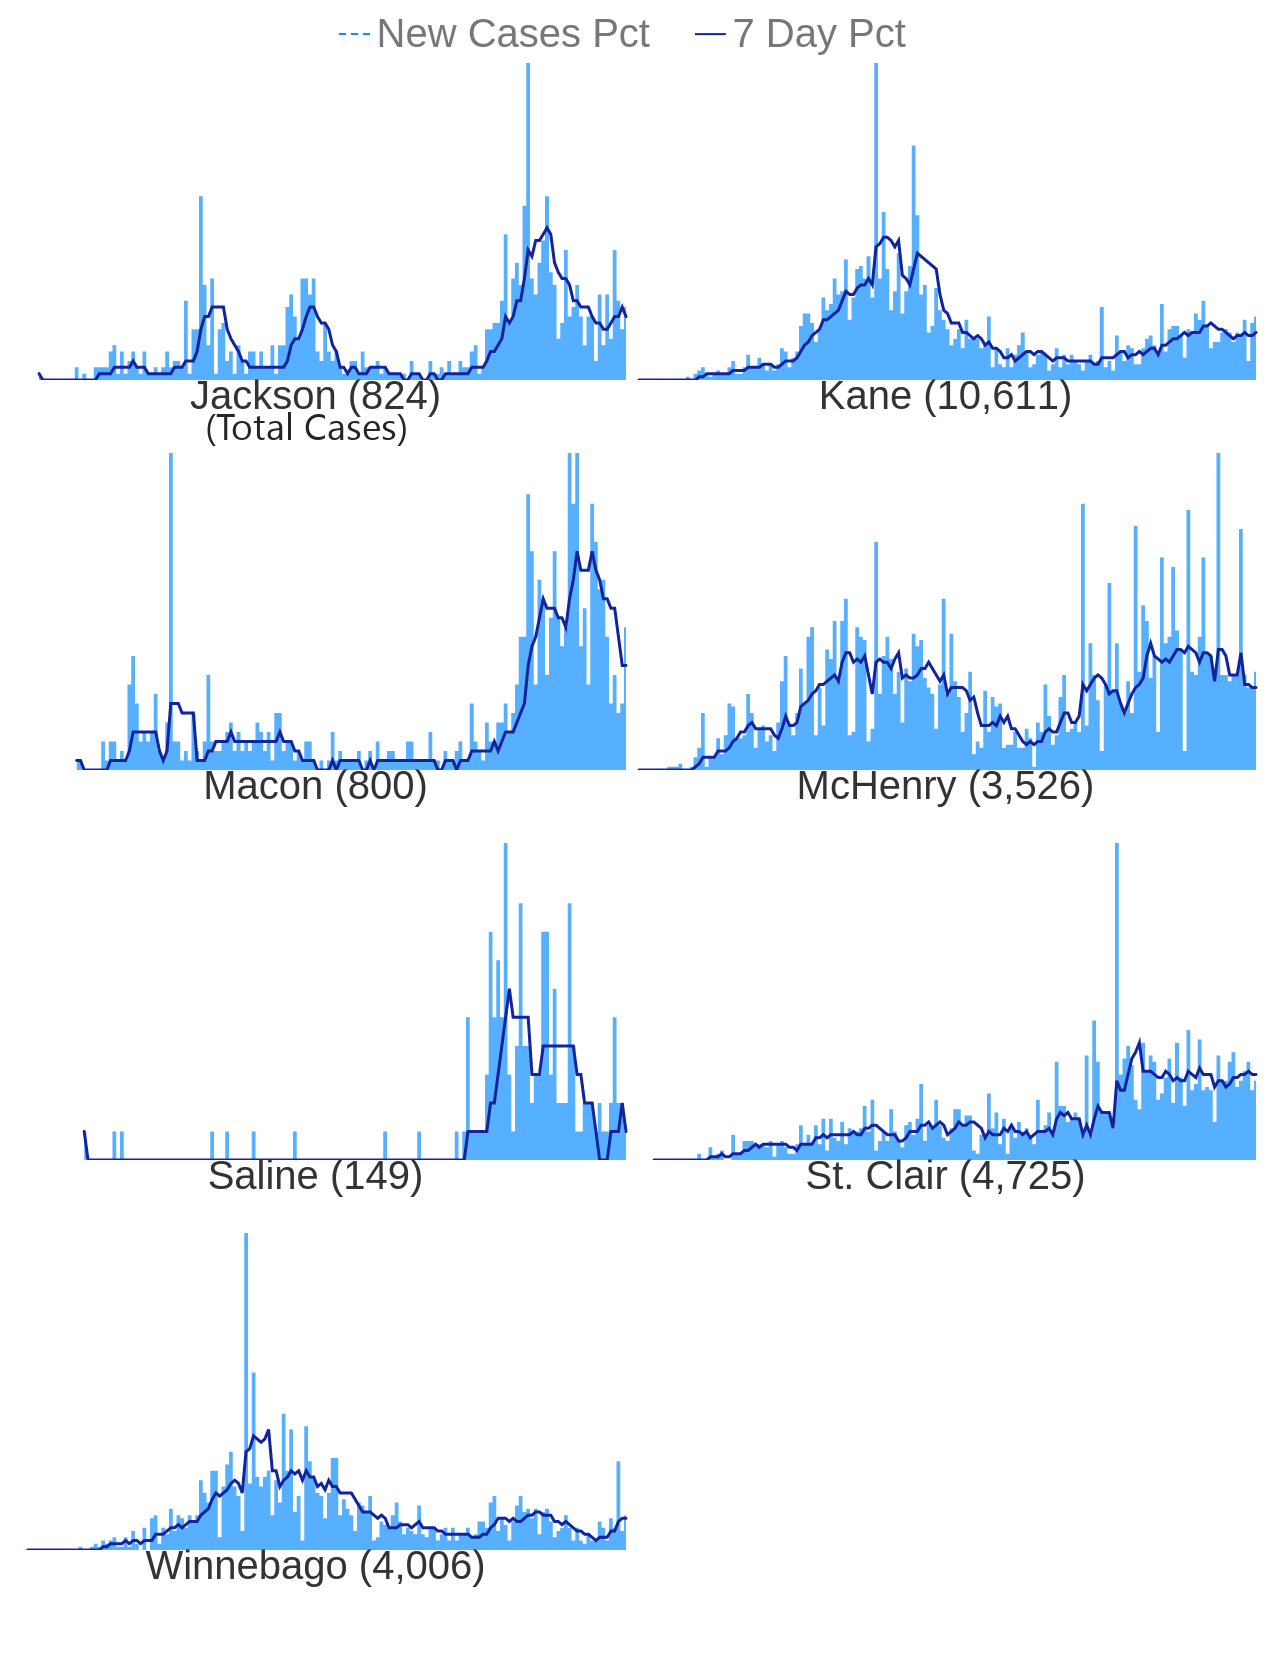 New Cases Pct 7 Day Pct
Jackson (824) Kane (10,611)
(Total Cases)
Macon (800) McHenry (3,526)
Saline (149) St. Clair (4,725)
Winnebago (4,006)